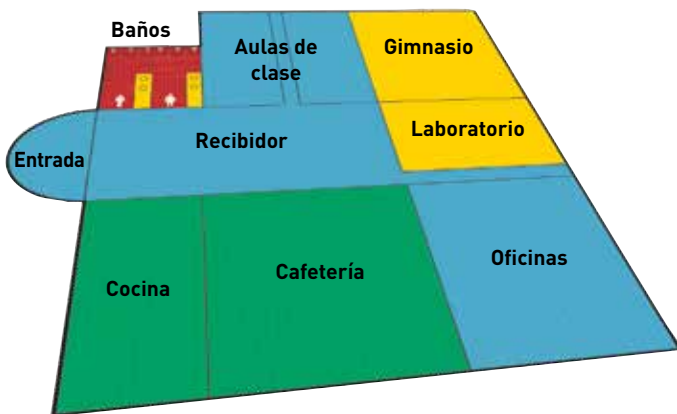 Baños
Aulas de
clase
Gimnasio
Entrada
Recibidor
Laboratorio
Cocina
Cafetería
Oficinas